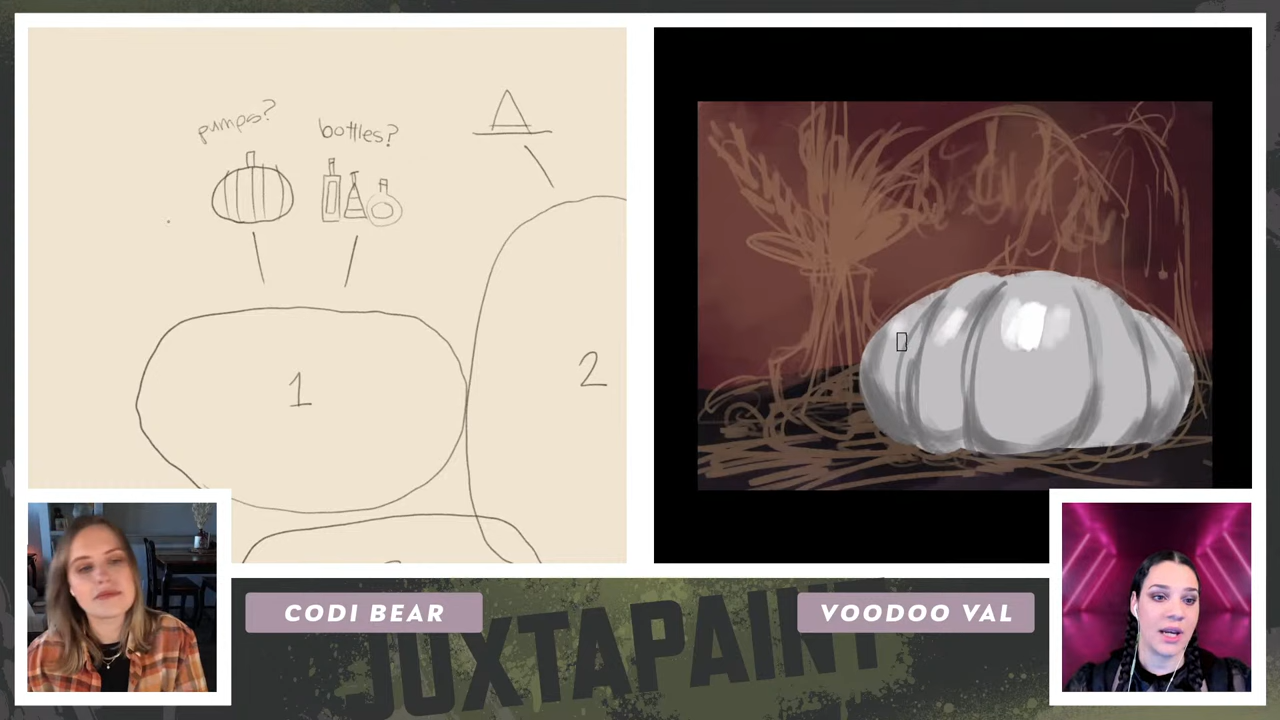 pumps?
bottles?
1
2
CODI BEAR
VOODOO VAL
JUXTAPAINT